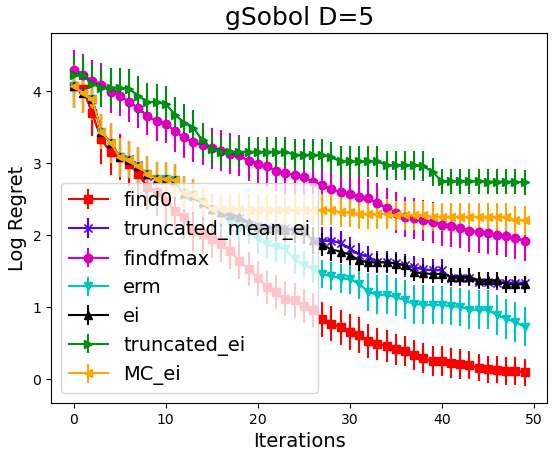 gSobol D=5
Log Regret
4
3
2
1
0
find0
truncated_mean_ei
findfmax
erm
ei
truncated_ei
MC_ei
0 10 20 30 40 50
Iterations